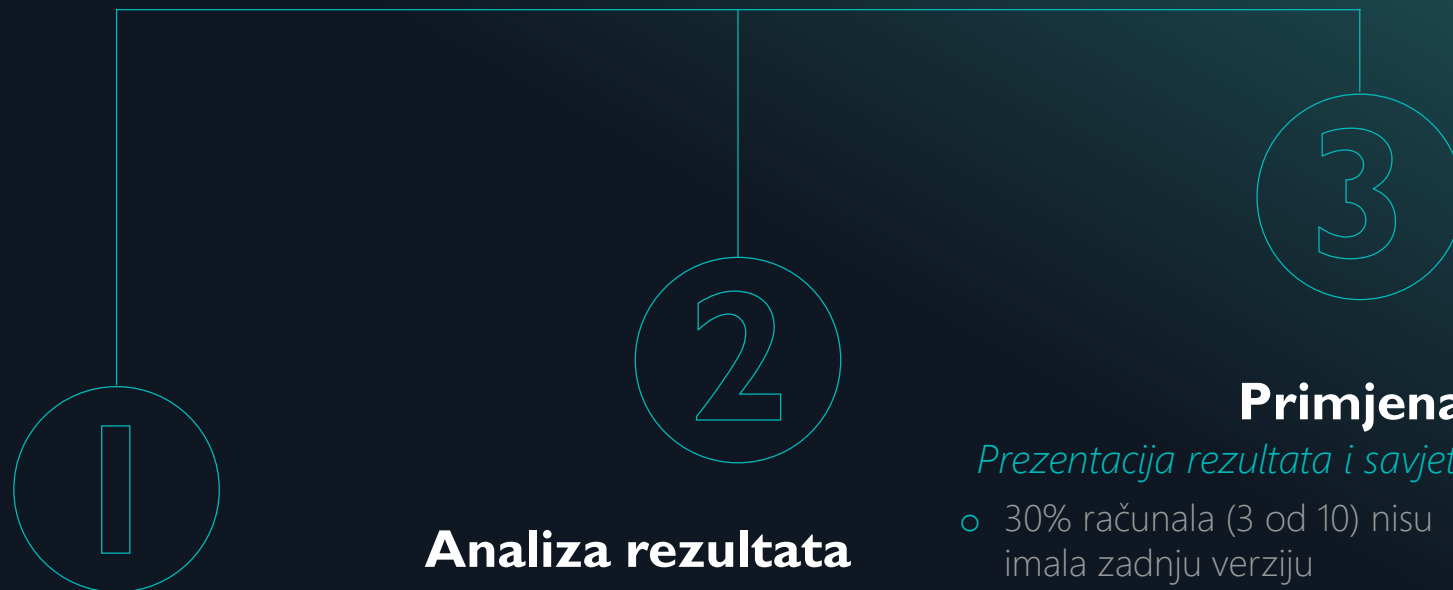 1
2
Analiza rezultata
3
Primjena
Prezentacija rezultata i savjet
o 30% računala (3 od 10) nisu
imala zadnju verziju